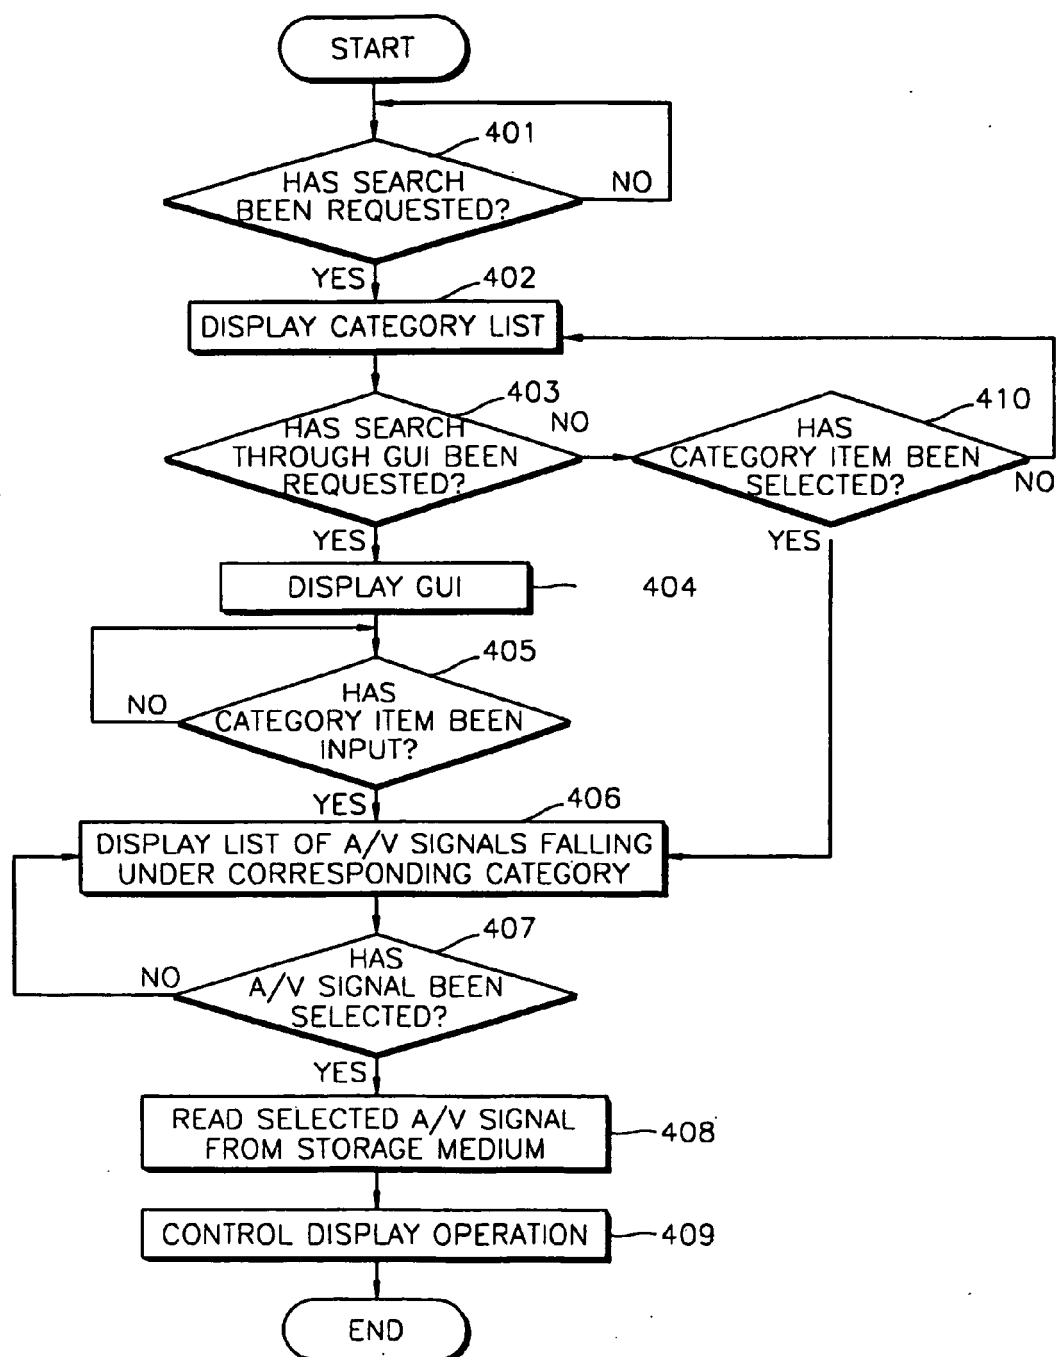 START
401
HAS SEARCH
BEEN REQUESTED?
NO
YES
402
DISPLAY CATEGORY LIST
403
HAS SEARCH
THROUGH GUI BEEN
REQUESTED?
NO
410
HAS
CATEGORY ITEM BEEN
SELECTED?
NO
YES
YES
DISPLAY GUI
404
405
HAS
CATEGORY ITEM BEEN
INPUT?
NO
YES
406
DISPLAY LIST OF A/V SIGNALS FALLING
UNDER CORRESPONDING CATEGORY
407
HAS
A/V SIGNAL BEEN
SELECTED?
NO
YES
READ SELECTED A/V SIGNAL
FROM STORAGE MEDIUM
408
CONTROL DISPLAY OPERATION
409
END